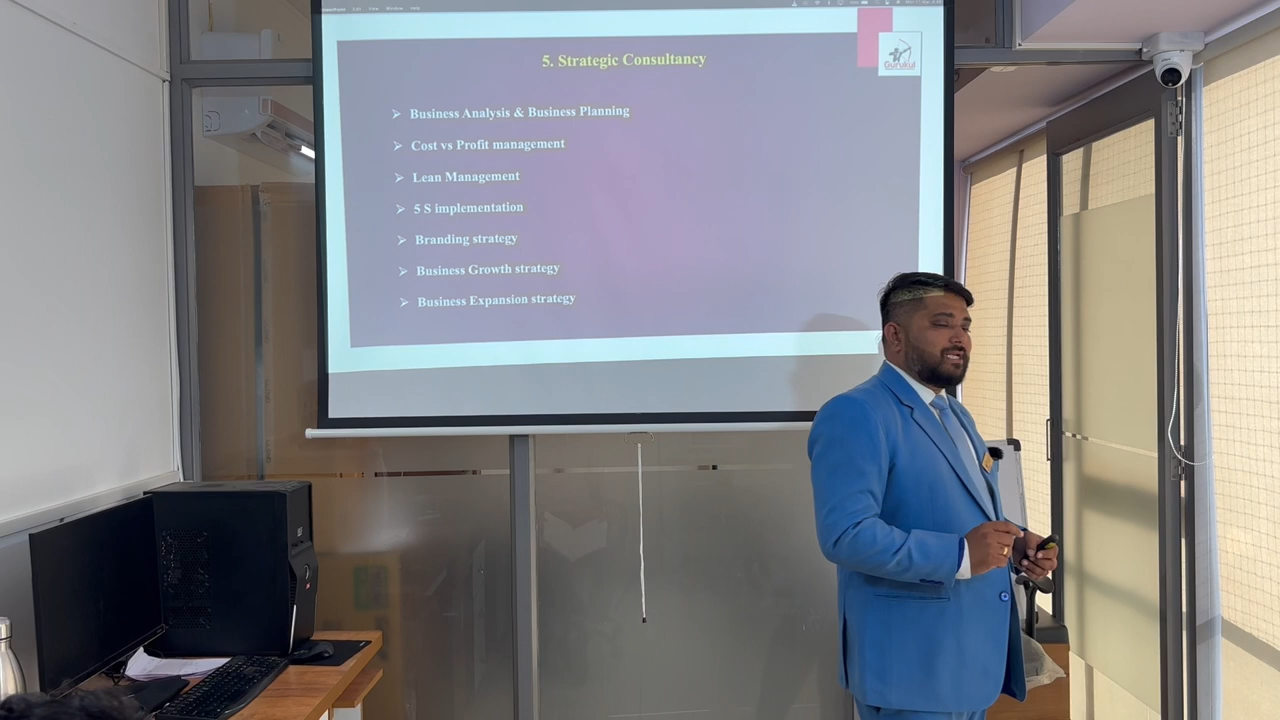 5. Strategic Consultancy
Gurukul
➢ Business Analysis & Business Planning
➢ Cost vs Profit management
➢ Lean Management
➢ 5 S implementation
➢ Branding strategy
➢ Business Growth strategy
➢ Business Expansion strategy